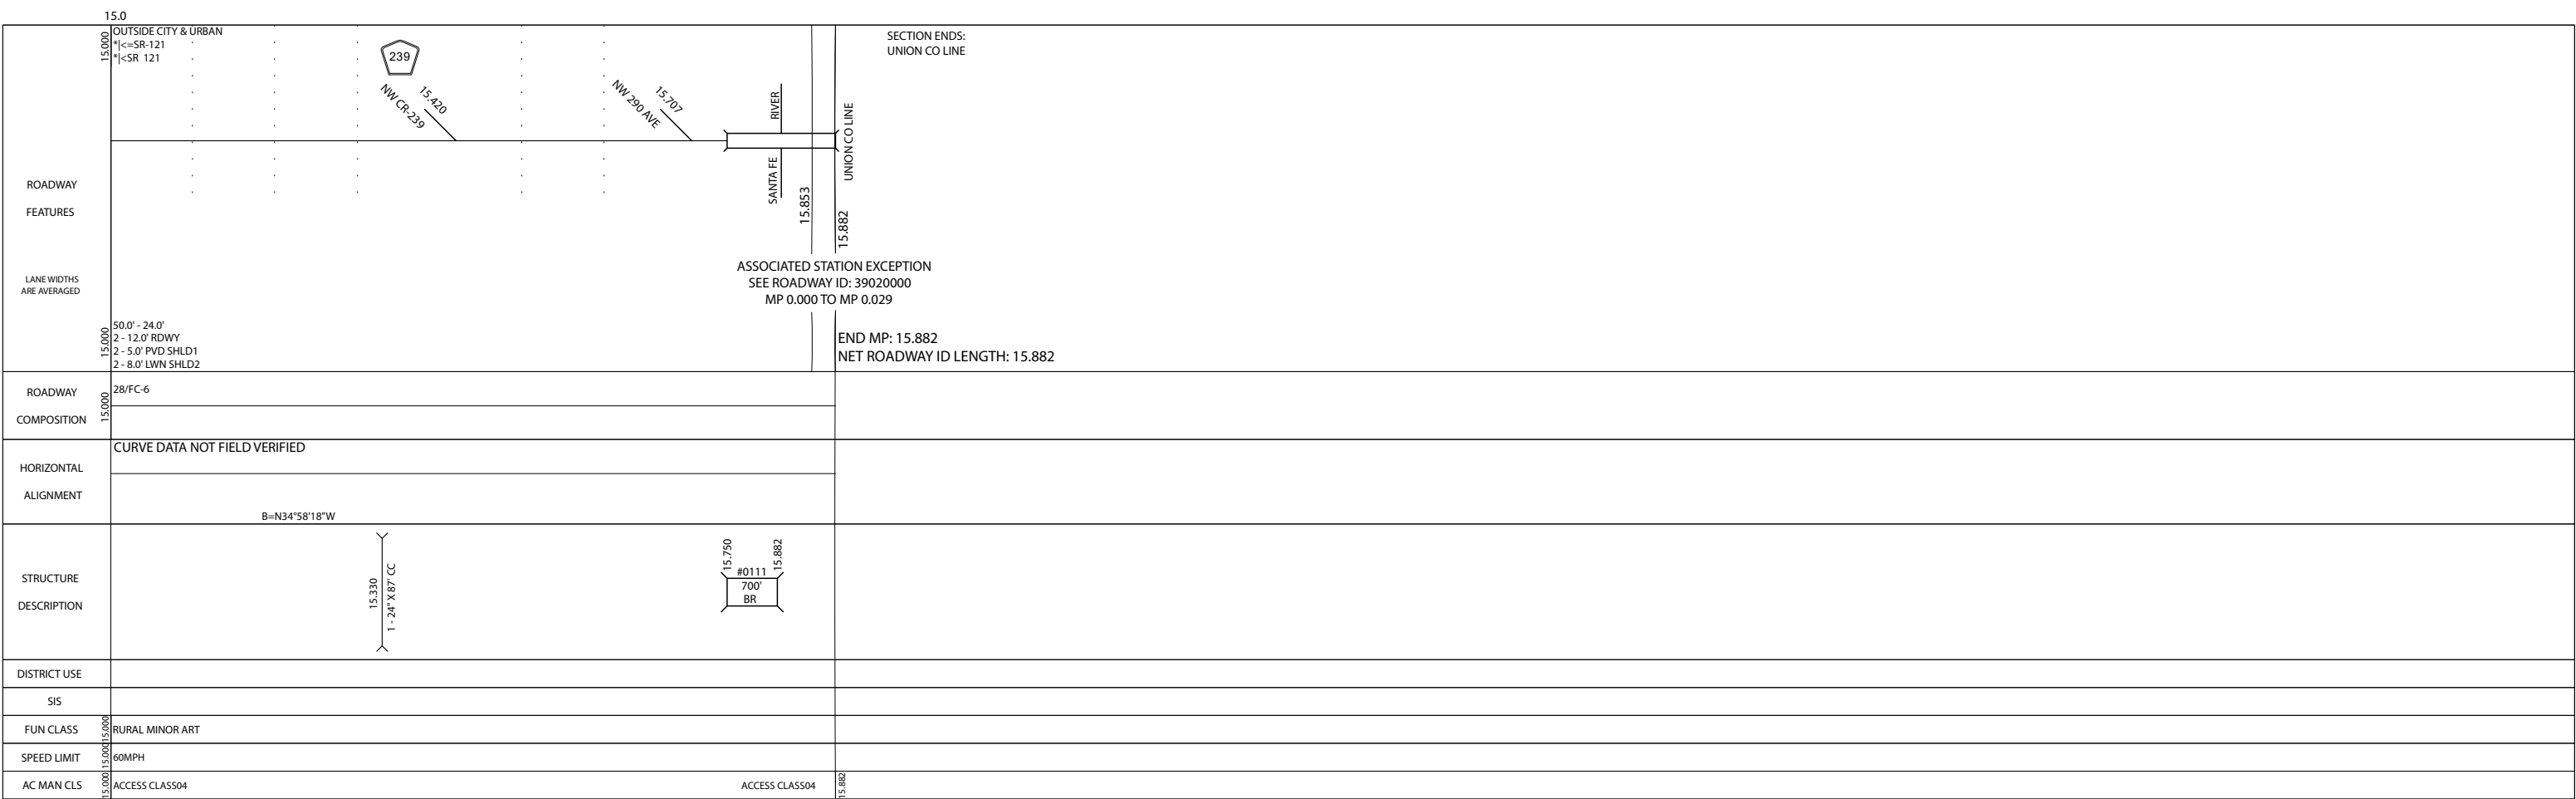 15.0
15.000
OUTSIDE CITY & URBAN
*|<=SR-121
*|<SR 121
239
NW CR-239
15.420
NW 290 AVE
15.707
RIVER
SANTA FE
15.853
UNION CO LINE
15.882
SECTION ENDS:
UNION CO LINE
ROADWAY
FEATURES
LANE WIDTHS
ARE AVERAGED
ASSOCIATED STATION EXCEPTION
SEE ROADWAY ID: 39020000
MP 0.000 TO MP 0.029
15.000
50.0' - 24.0'
2 - 12.0' RDWY
2 - 5.0' PVD SHLD1
2 - 8.0' LWN SHLD2
END MP: 15.882
NET ROADWAY ID LENGTH: 15.882
ROADWAY
COMPOSITION
15.000
28/FC-6
HORIZONTAL
ALIGNMENT
CURVE DATA NOT FIELD VERIFIED
B=N34°58'18"W
STRUCTURE
DESCRIPTION
15.330
1 - 24" X 87' CC
15.750
15.882
#0111
700'
BR
DISTRICT USE
SIS
FUN CLASS
15.000
RURAL MINOR ART
SPEED LIMIT
15.000
60MPH
AC MAN CLS
15.000
ACCESS CLASS04
ACCESS CLASS04
15.882